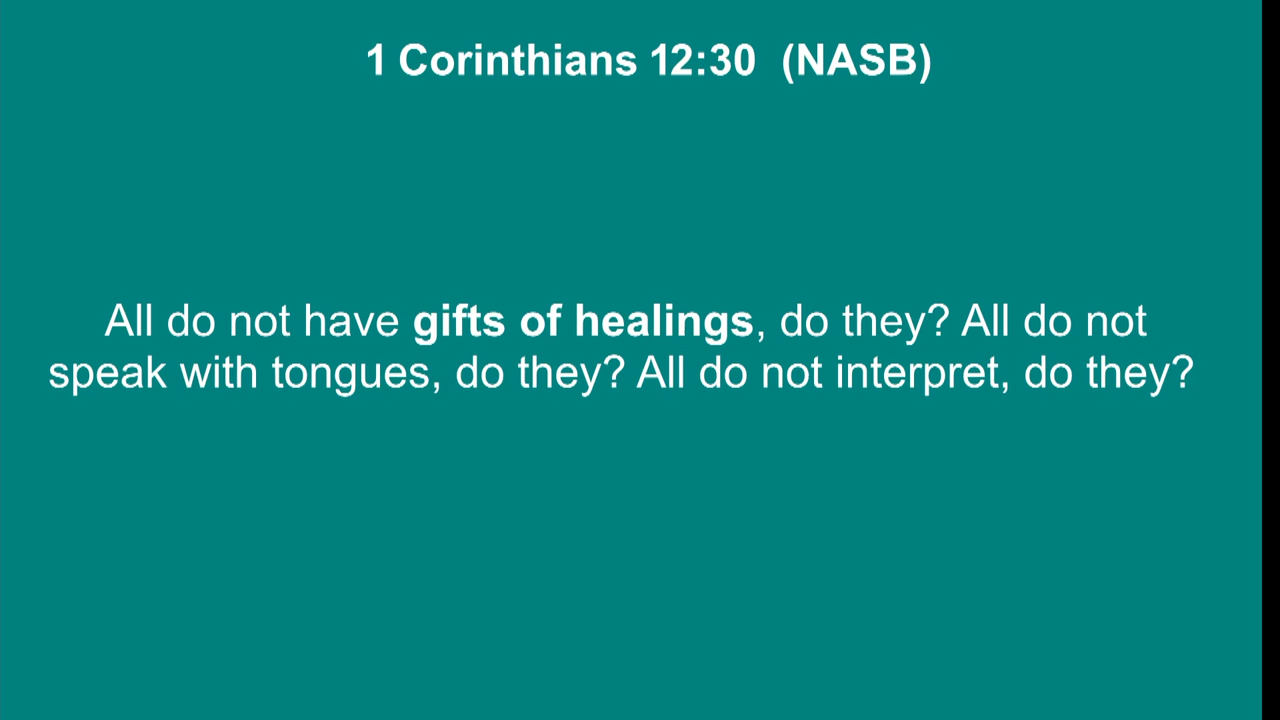 1 Corinthians 12:30  (NASB)
All do not have gifts of healings, do they? All do not
speak with tongues, do they? All do not interpret, do they?